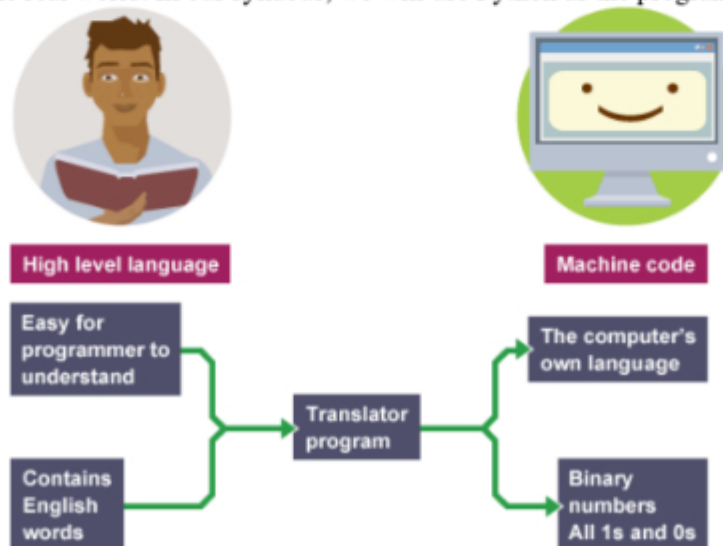 High level language
Machine code
Easy for
programmer to
understand
The computer's
own language
Translator
program
Contains
English
words
Binary
numbers
All 1s and 0s